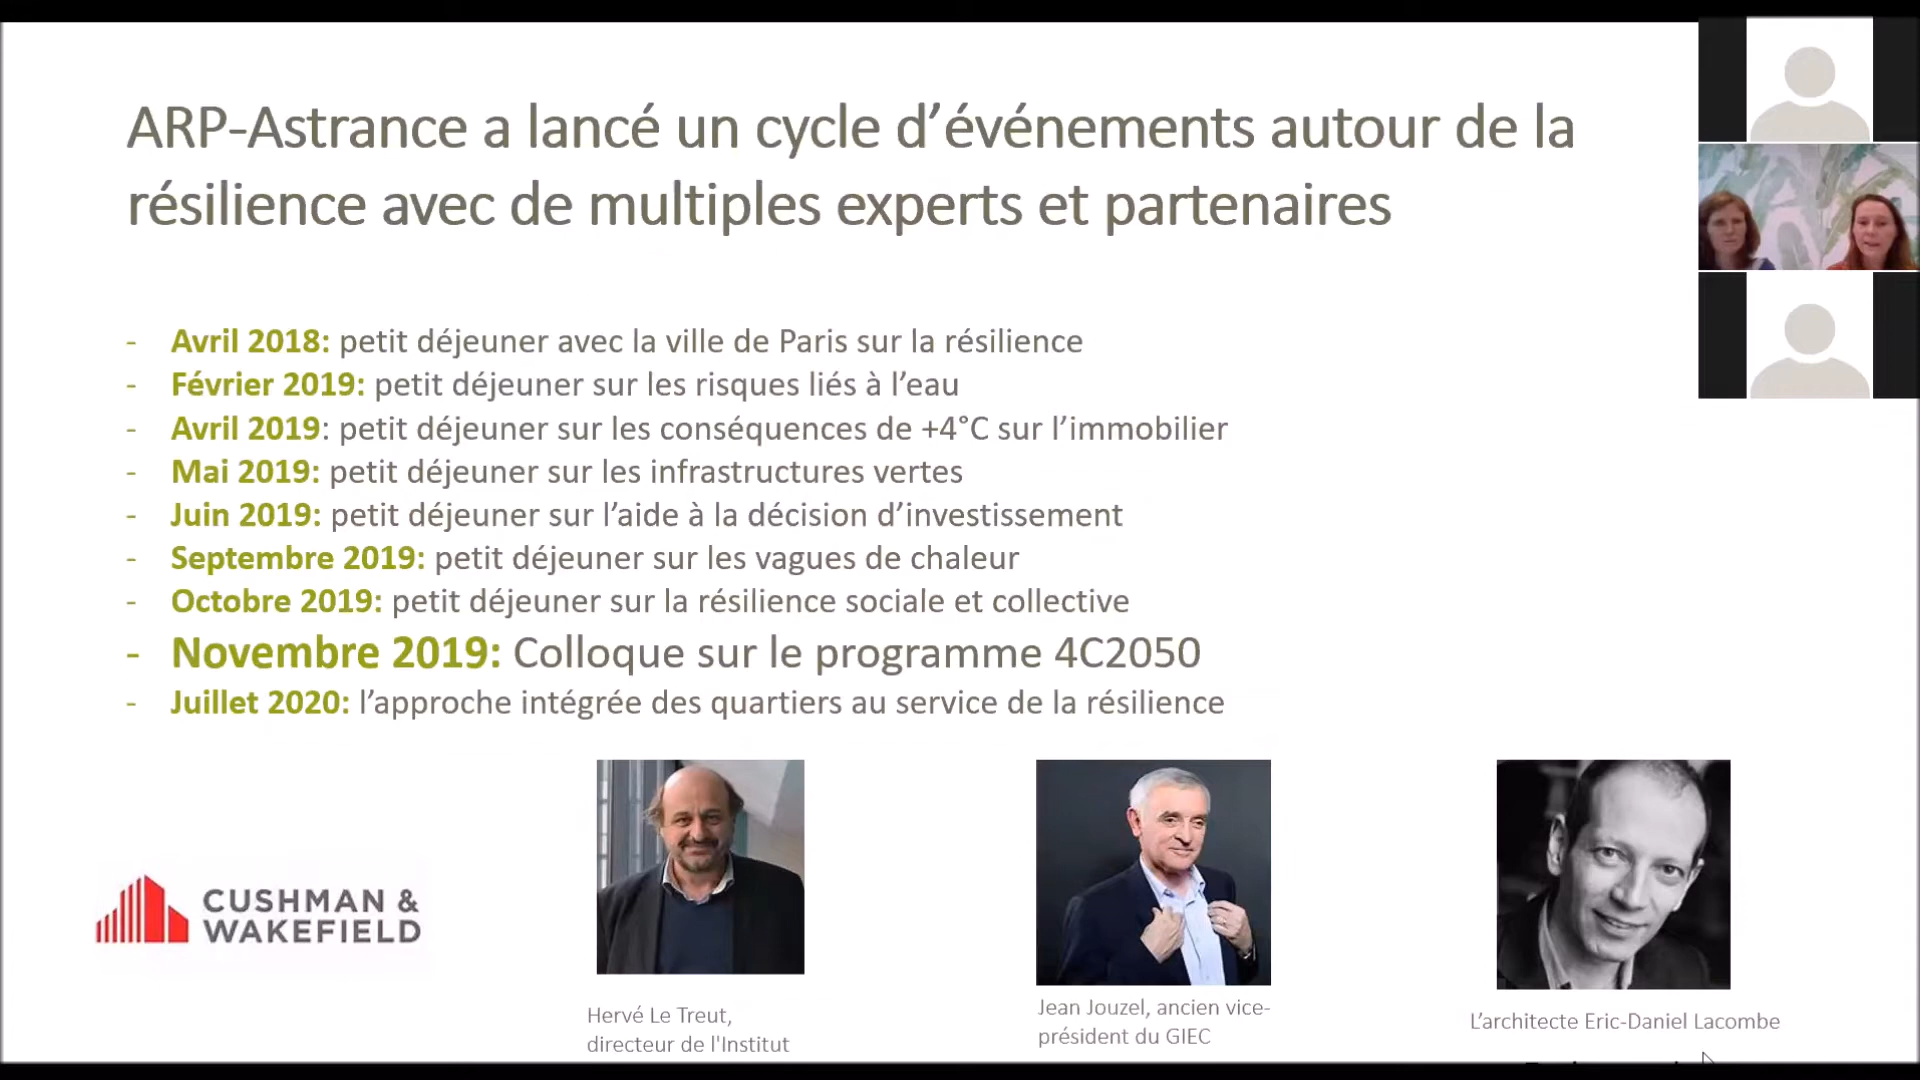 ARP-Astrance a lancé un cycle d’événements autour de la
résilience avec de multiples experts et partenaires
- Avril 2018: petit déjeuner avec la ville de Paris sur la résilience
- Février 2019: petit déjeuner sur les risques liés à l’eau
- Avril 2019: petit déjeuner sur les conséquences de +4°C sur l’immobilier
- Mai 2019: petit déjeuner sur les infrastructures vertes
- Juin 2019: petit déjeuner sur l’aide à la décision d’investissement
- Septembre 2019: petit déjeuner sur les vagues de chaleur
- Octobre 2019: petit déjeuner sur la résilience sociale et collective
- Novembre 2019: Colloque sur le programme 4C2050
- Juillet 2020: l’approche intégrée des quartiers au service de la résilience
CUSHMAN &
WAKEFIELD
Hervé Le Treut,
directeur de l'Institut
Jean Jouzel, ancien vice-
président du GIEC
L’architecte Eric-Daniel Lacombe